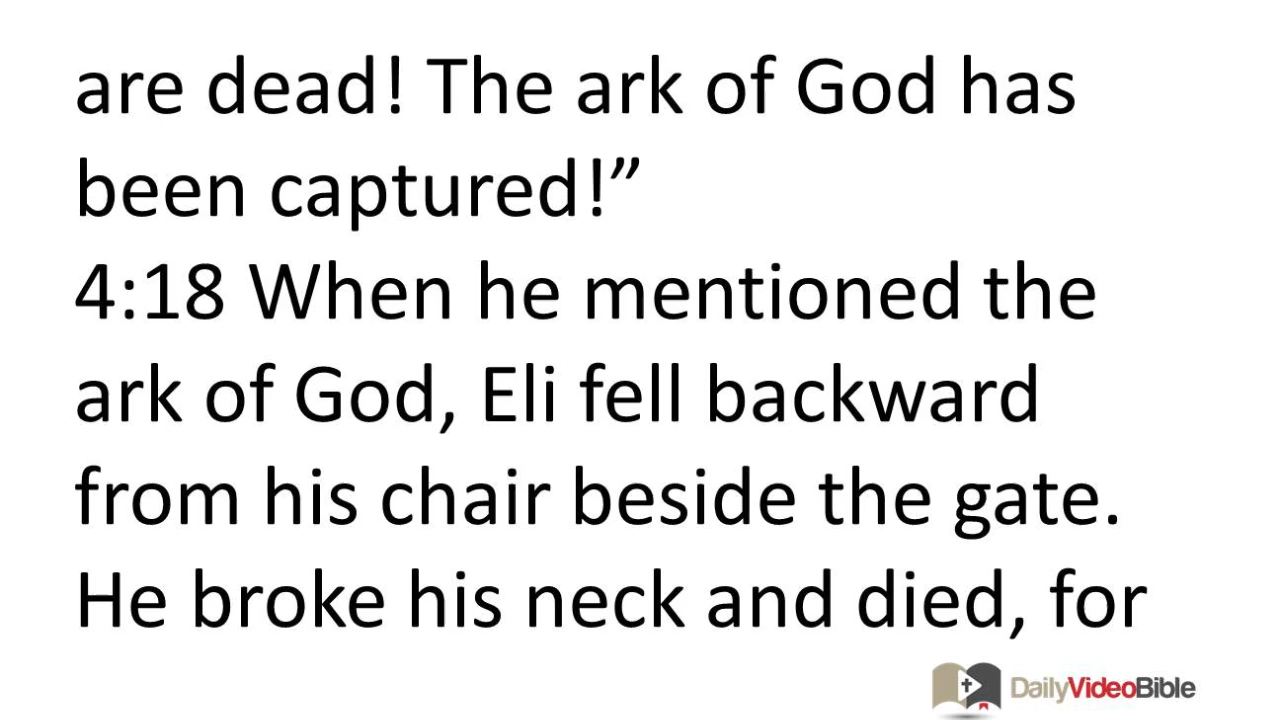 are dead! The ark of God has
been captured!”
4:18 When he mentioned the
ark of God, Eli fell backward
from his chair beside the gate.
He broke his neck and died, for
DailyVideoBible